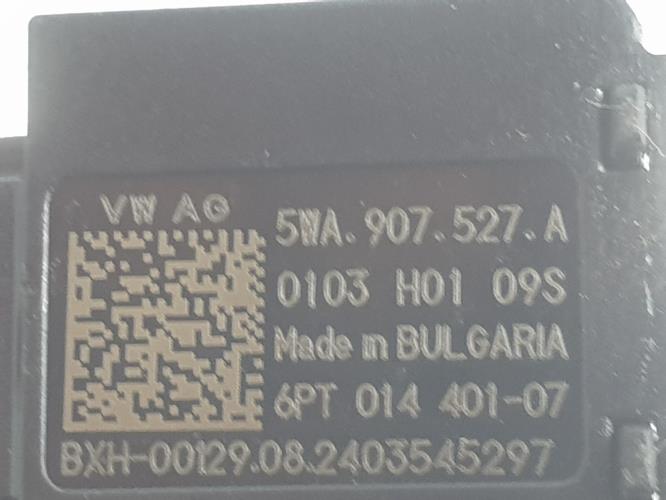 VW AG
5WA.907.527.A
0103 H01 09S
Made in BULGARIA
6PT 014 401-07
BXH-00129.08.2403545297